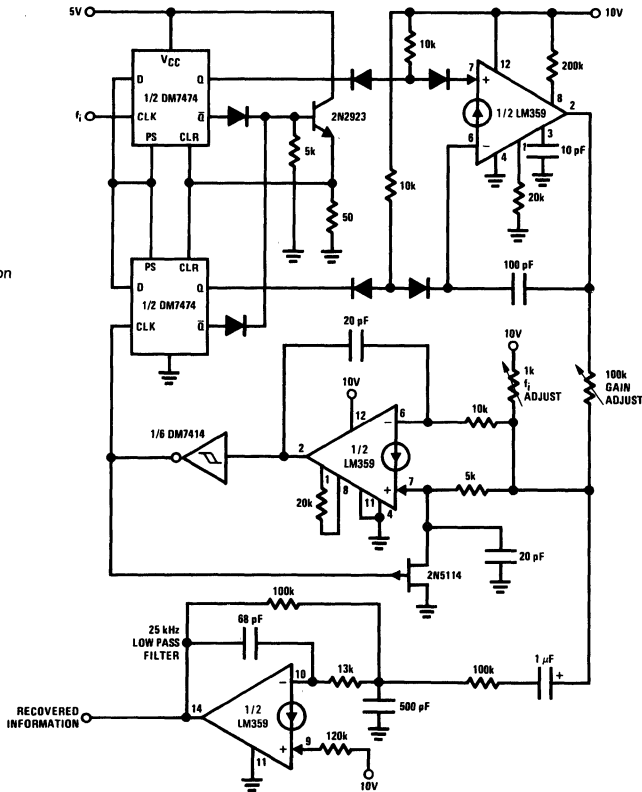 5V
10V
VCC
10k
12
200k
D
Q
7
+
8
2
1/2 DM7474
1/2 LM359
fi
CLK
Q̅
2N2923
6
-
4
1
3
10 pF
PS
CLR
5k
10k
20k
50
on
PS
CLR
D
Q
100 pF
1/2 DM7474
CLK
Q̅
20 pF
10V
10V
1k
fi
ADJUST
100k
GAIN
ADJUST
12
6
-
10k
1/6 DM7414
2
1/2
LM359
+
7
5k
1
8
11
4
20k
2N5114
20 pF
100k
25 kHz
LOW PASS
FILTER
68 pF
1 µF
+
10
-
13k
100k
RECOVERED
INFORMATION
14
1/2
LM359
500 pF
+
9
120k
11
10V